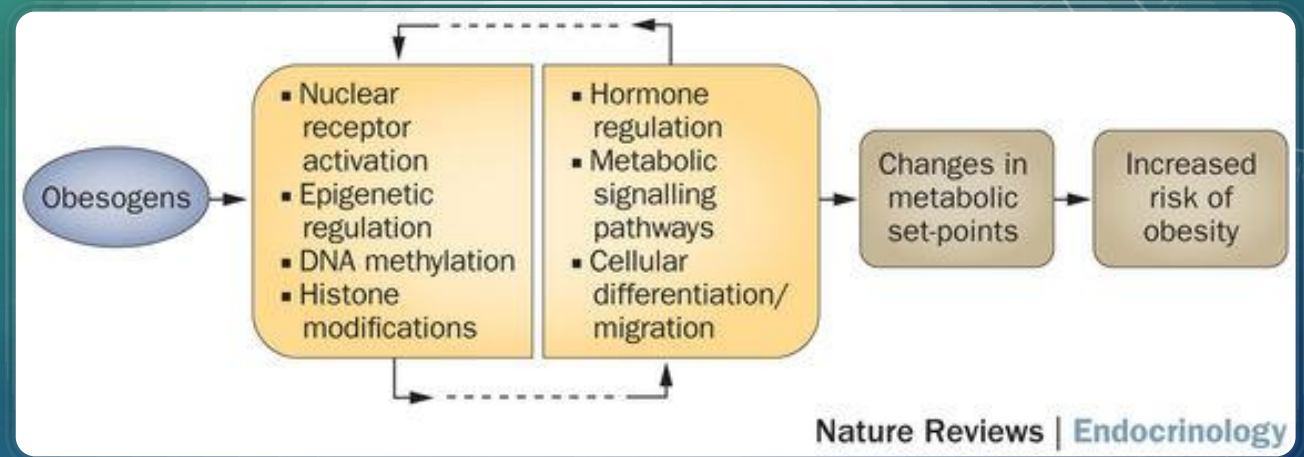 Obesogens
▪ Nuclear
receptor
activation
▪ Epigenetic
regulation
▪ DNA methylation
▪ Histone
modifications
▪ Hormone
regulation
▪ Metabolic
signalling
pathways
▪ Cellular
differentiation/
migration
Changes in
metabolic
set-points
Increased
risk of
obesity
Nature Reviews | Endocrinology